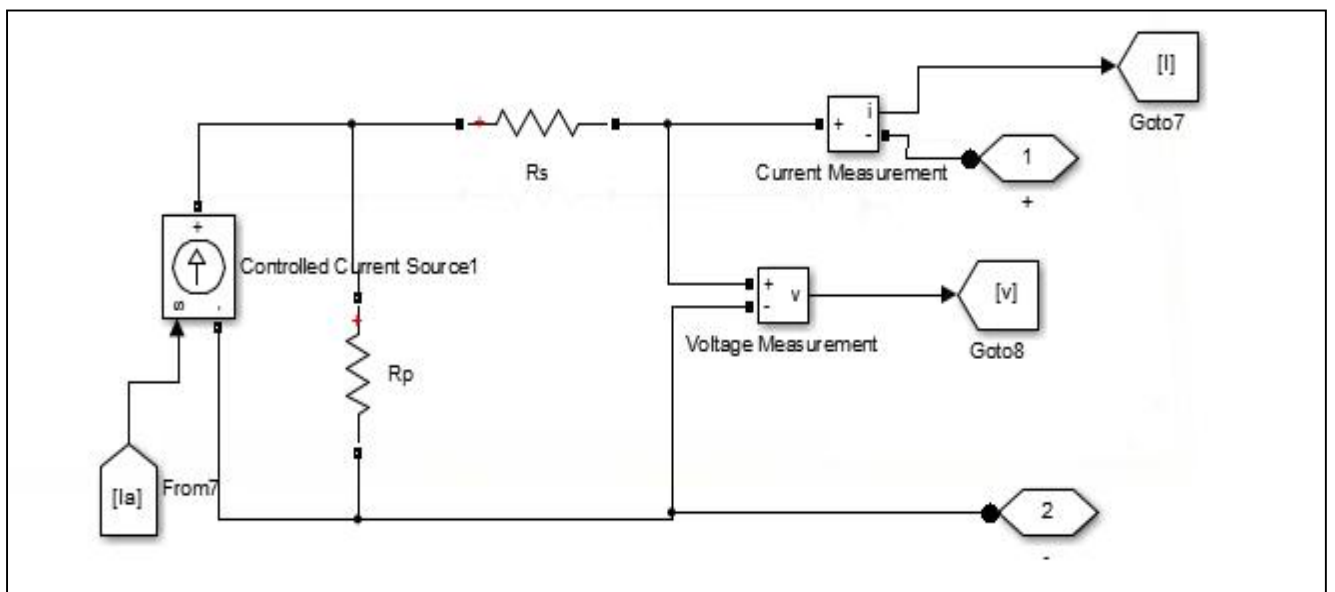 [I]
Goto7
+
i
-
Current Measurement
1
+
+
Rs
+
s
-
Controlled Current Source1
+
Rp
+
-
v
Voltage Measurement
[v]
Goto8
[Ia]
From7
2
-